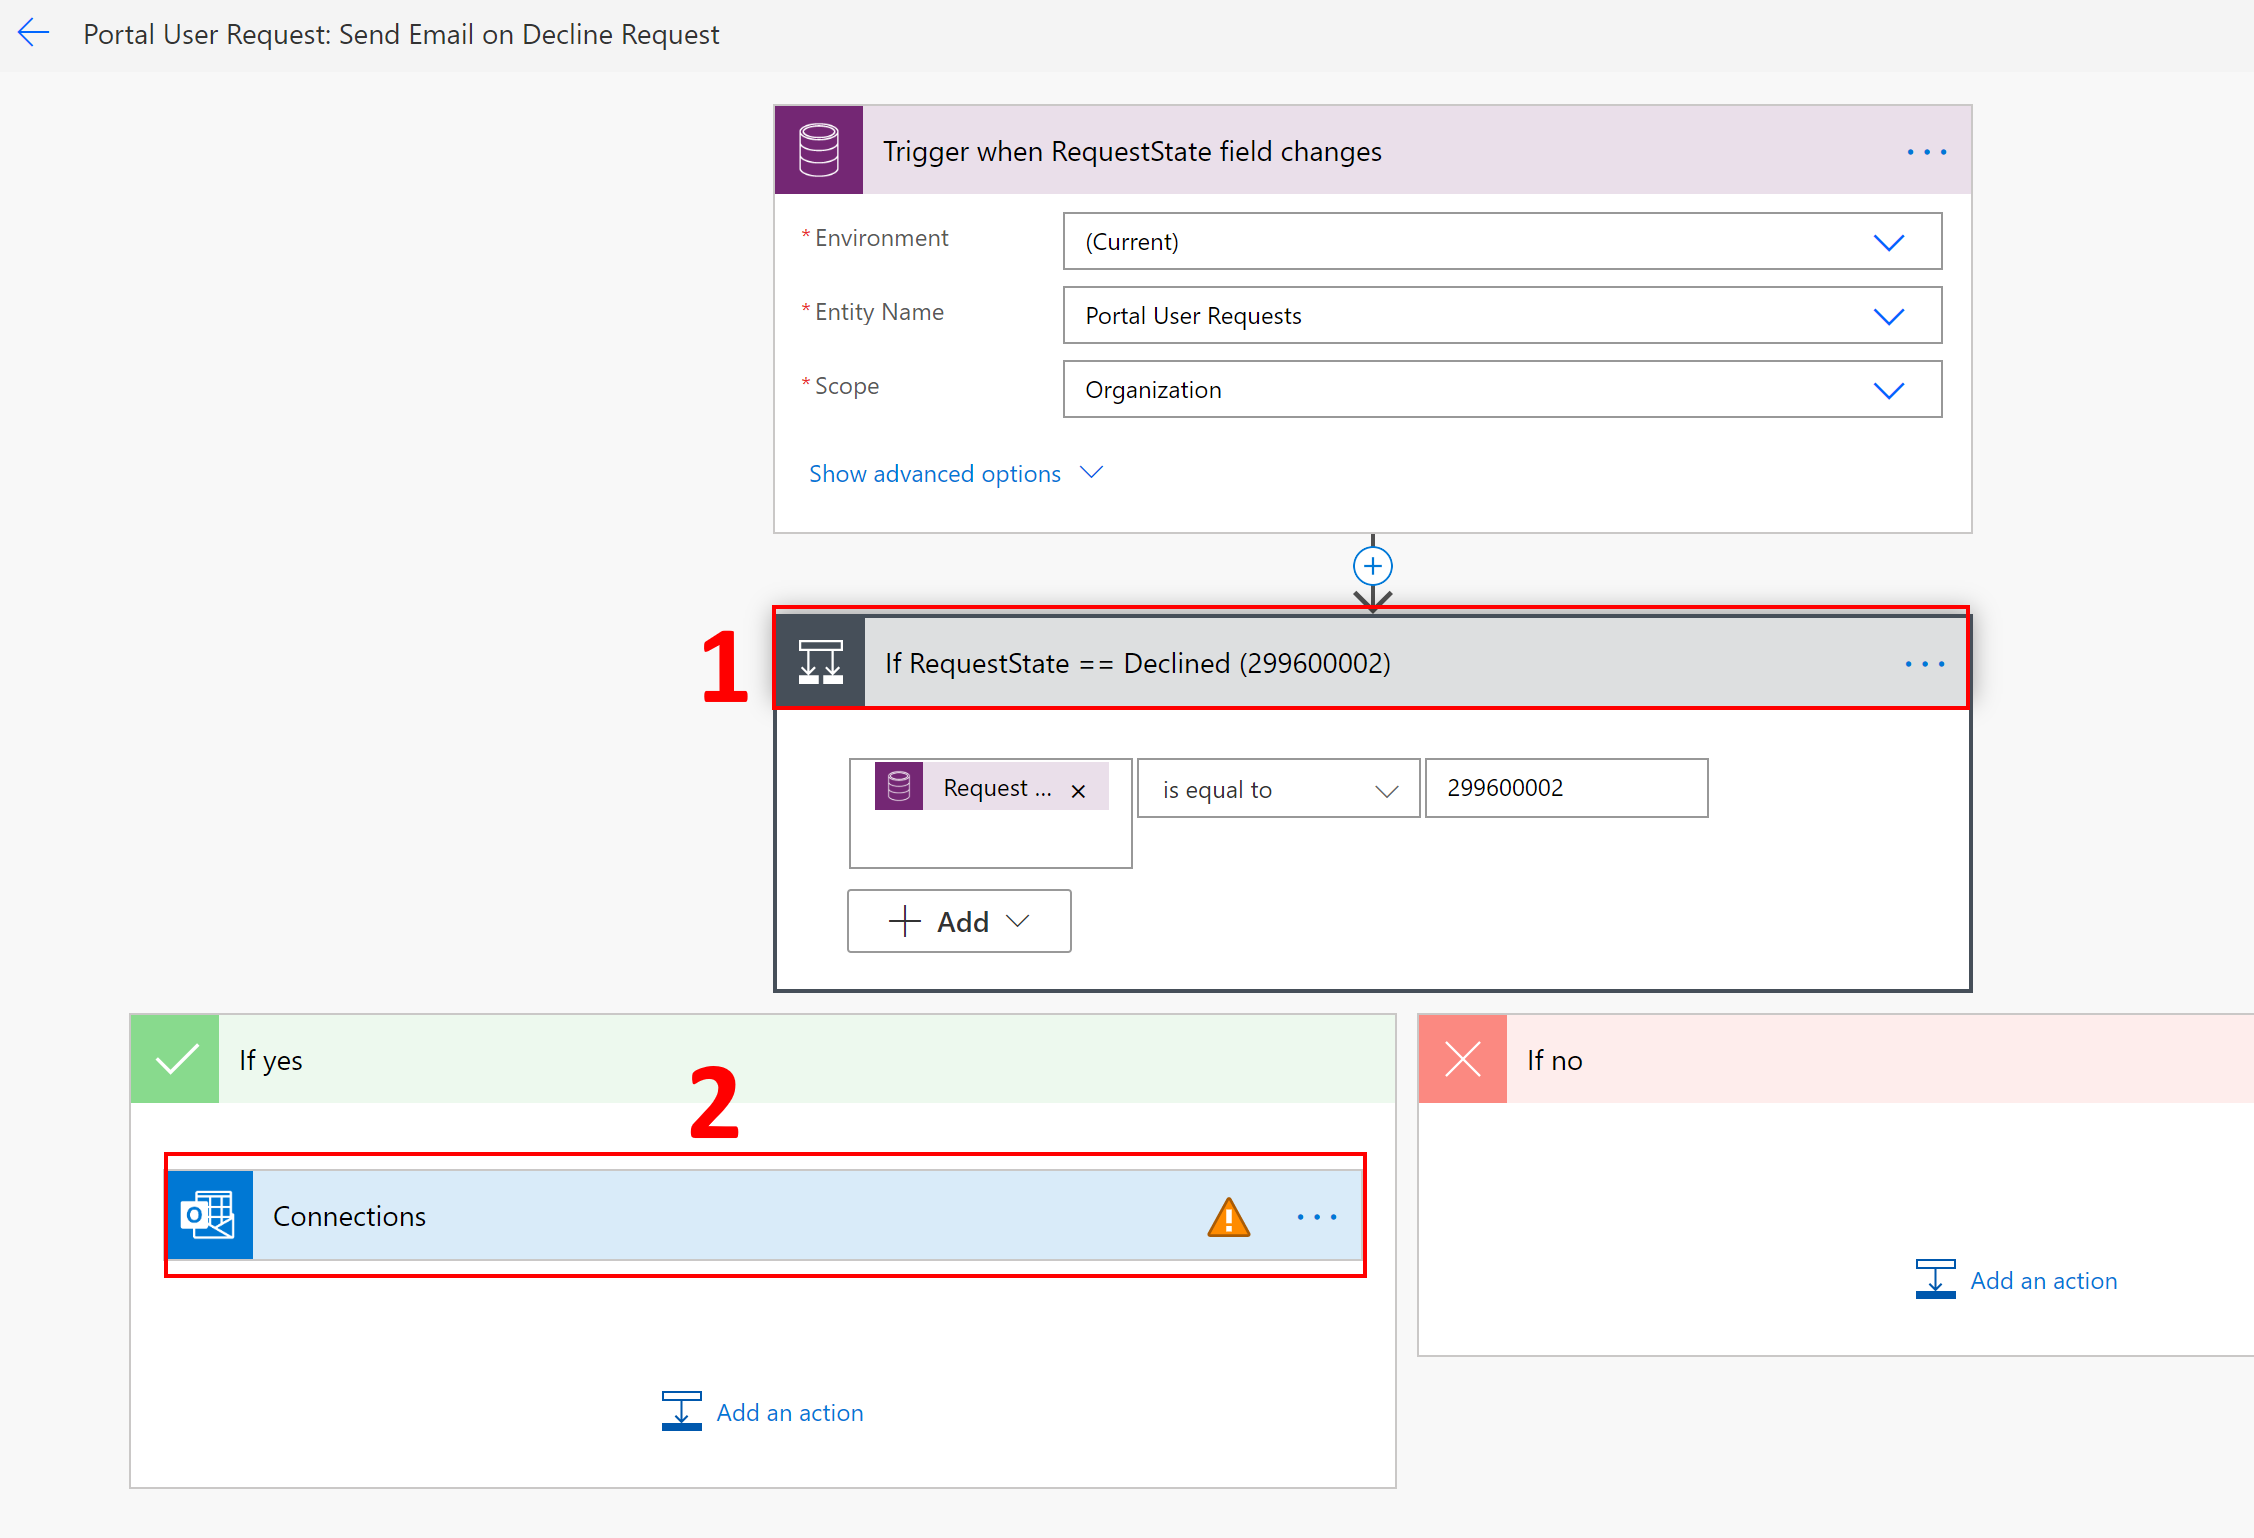 Portal User Request: Send Email on Decline Request
Trigger when RequestState field changes
* Environment
(Current)
* Entity Name
Portal User Requests
* Scope
Organization
Show advanced options
1
If RequestState == Declined (299600002)
Request ...
is equal to
299600002
Add
If yes
If no
2
Connections
Add an action
Add an action